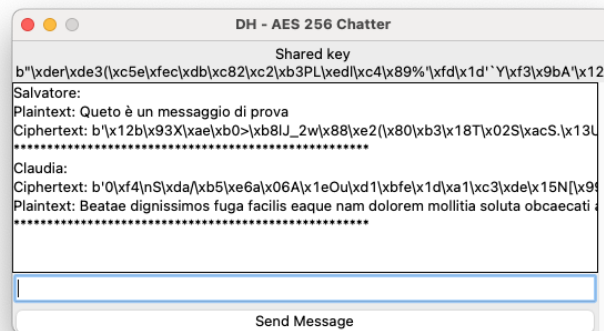 DH - AES 256 Chatter
Shared key
b"\xder\xde3(\xc5e\xfec\xdb\xc82\xc2\xb3PL\xedl\xc4\x89%'\xfd\x1d'`Y\xf3\x9bA'\x12
Salvatore:
Plaintext: Queto è un messaggio di prova
Ciphertext: b'\x12b\x93X\xae\xb0>\xb8IJ_2w\x88\xe2(\x80\xb3\x18T\x02S\xacS.\x13U
*****************************************************
Claudia:
Ciphertext: b'0\xf4\nS\xda/\xb5\xe6a\x06A\x1eOu\xd1\xbfe\x1d\xa1\xc3\xde\x15N[\x99
Plaintext: Beatae dignissimos fuga facilis eaque nam dolorem mollitia soluta obcaecati a
*****************************************************
Send Message